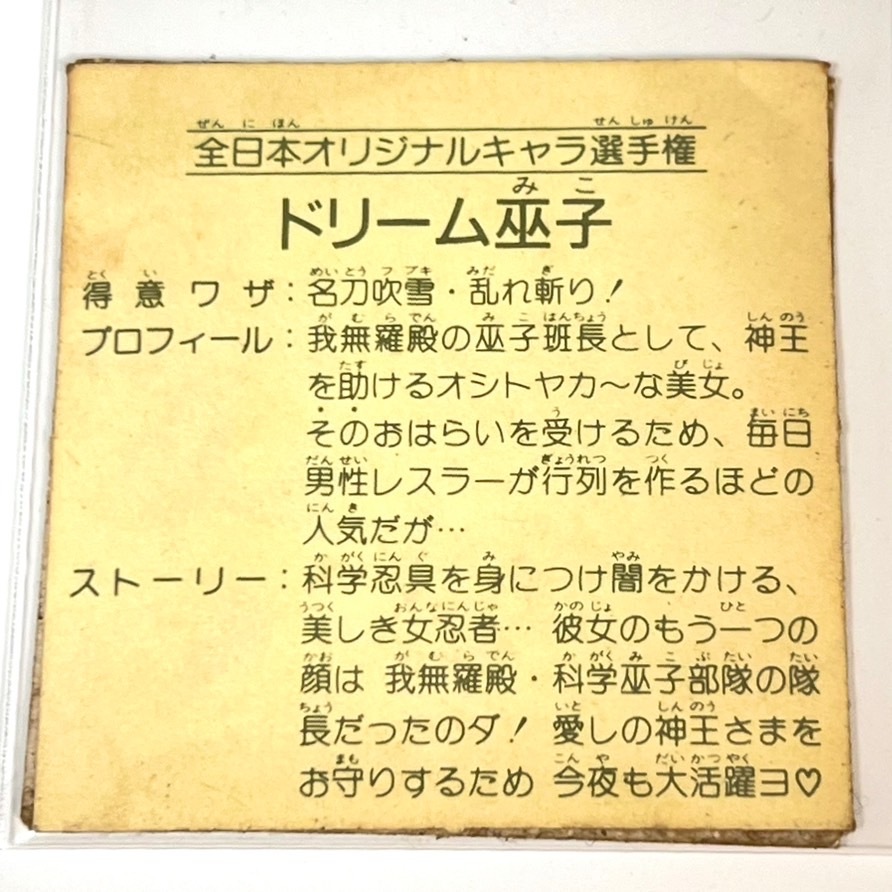 全日本オリジナルキャラ選手権
ドリーム巫子
得意ワザ：名刀吹雪・乱れ斬り！
プロフィール：我無羅殿の巫子班長として、神王
を助けるオシトヤカ〜な美女。
そのおはらいを受けるため、毎日
男性レスラーが行列を作るほどの
人気だが…
ストーリー：科学忍具を身につけ闇をかける、
美しき女忍者… 彼女のもう一つの
顔は 我無羅殿・科学巫子部隊の隊
長だったのダ！ 愛しの神王さまを
お守りするため 今夜も大活躍ヨ♡